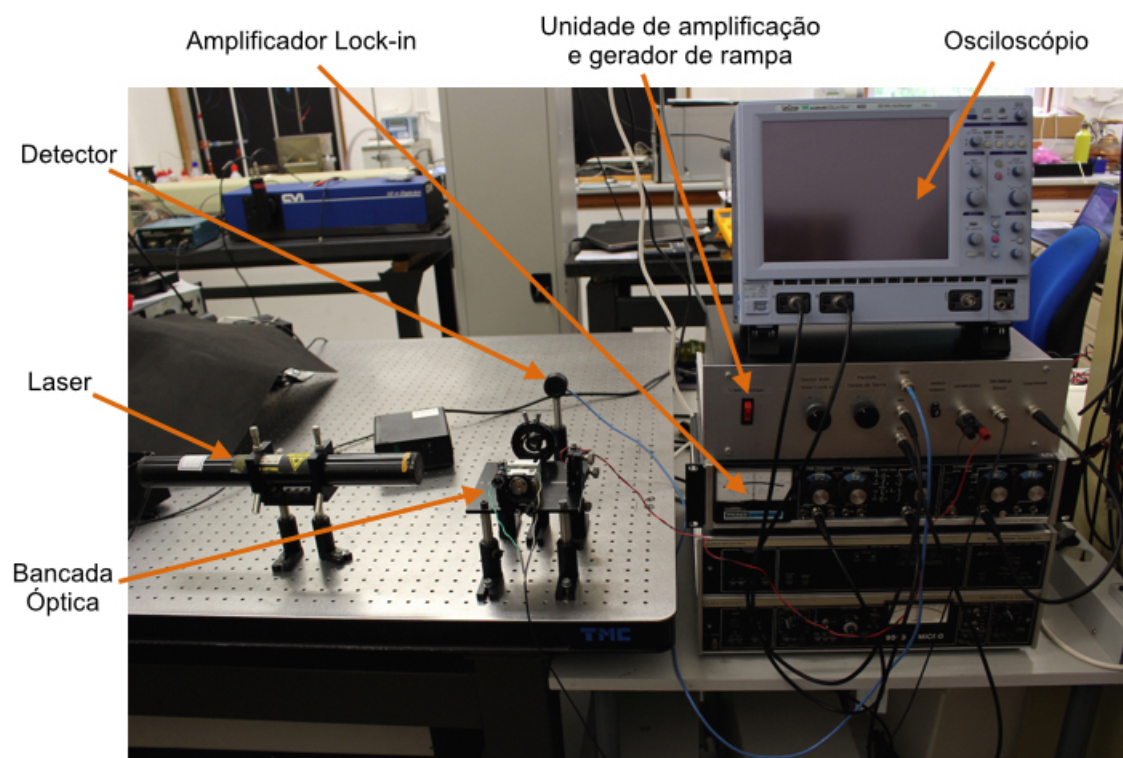 Amplificador Lock-in
Unidade de amplificação
e gerador de rampa
Osciloscópio
Detector
Laser
Bancada
Óptica
TMC